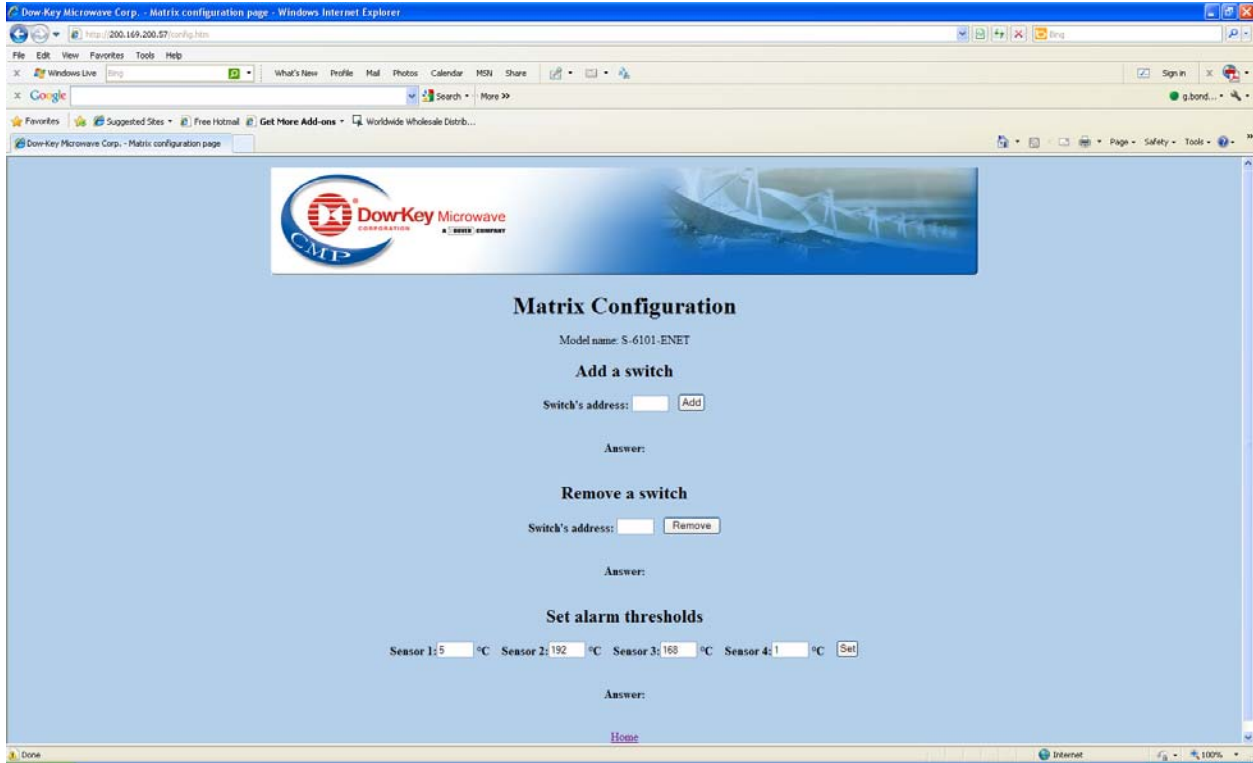 Dow-Key Microwave Corp. - Matrix configuration page - Windows Internet Explorer
http://200.169.200.57/config.htm
Bing
File Edit View Favorites Tools Help
x Windows Live Bing What's New Profile Mail Photos Calendar MSN Share Sign in x
x Google Search More >> g.bord...
Favorites Suggested Sites Free Hotmail Get More Add-ons Worldwide Wholesale Distrib...
Dow-Key Microwave Corp. - Matrix configuration page Page Safety Tools
Dow-Key Microwave
CORPORATION
A DOVER COMPANY
CMP
Matrix Configuration
Model name: S-6101-ENET
Add a switch
Switch's address: Add
Answer:
Remove a switch
Switch's address: Remove
Answer:
Set alarm thresholds
Sensor 1: 5 °C Sensor 2: 192 °C Sensor 3: 168 °C Sensor 4: 1 °C Set
Answer:
Home
Done Internet 100%